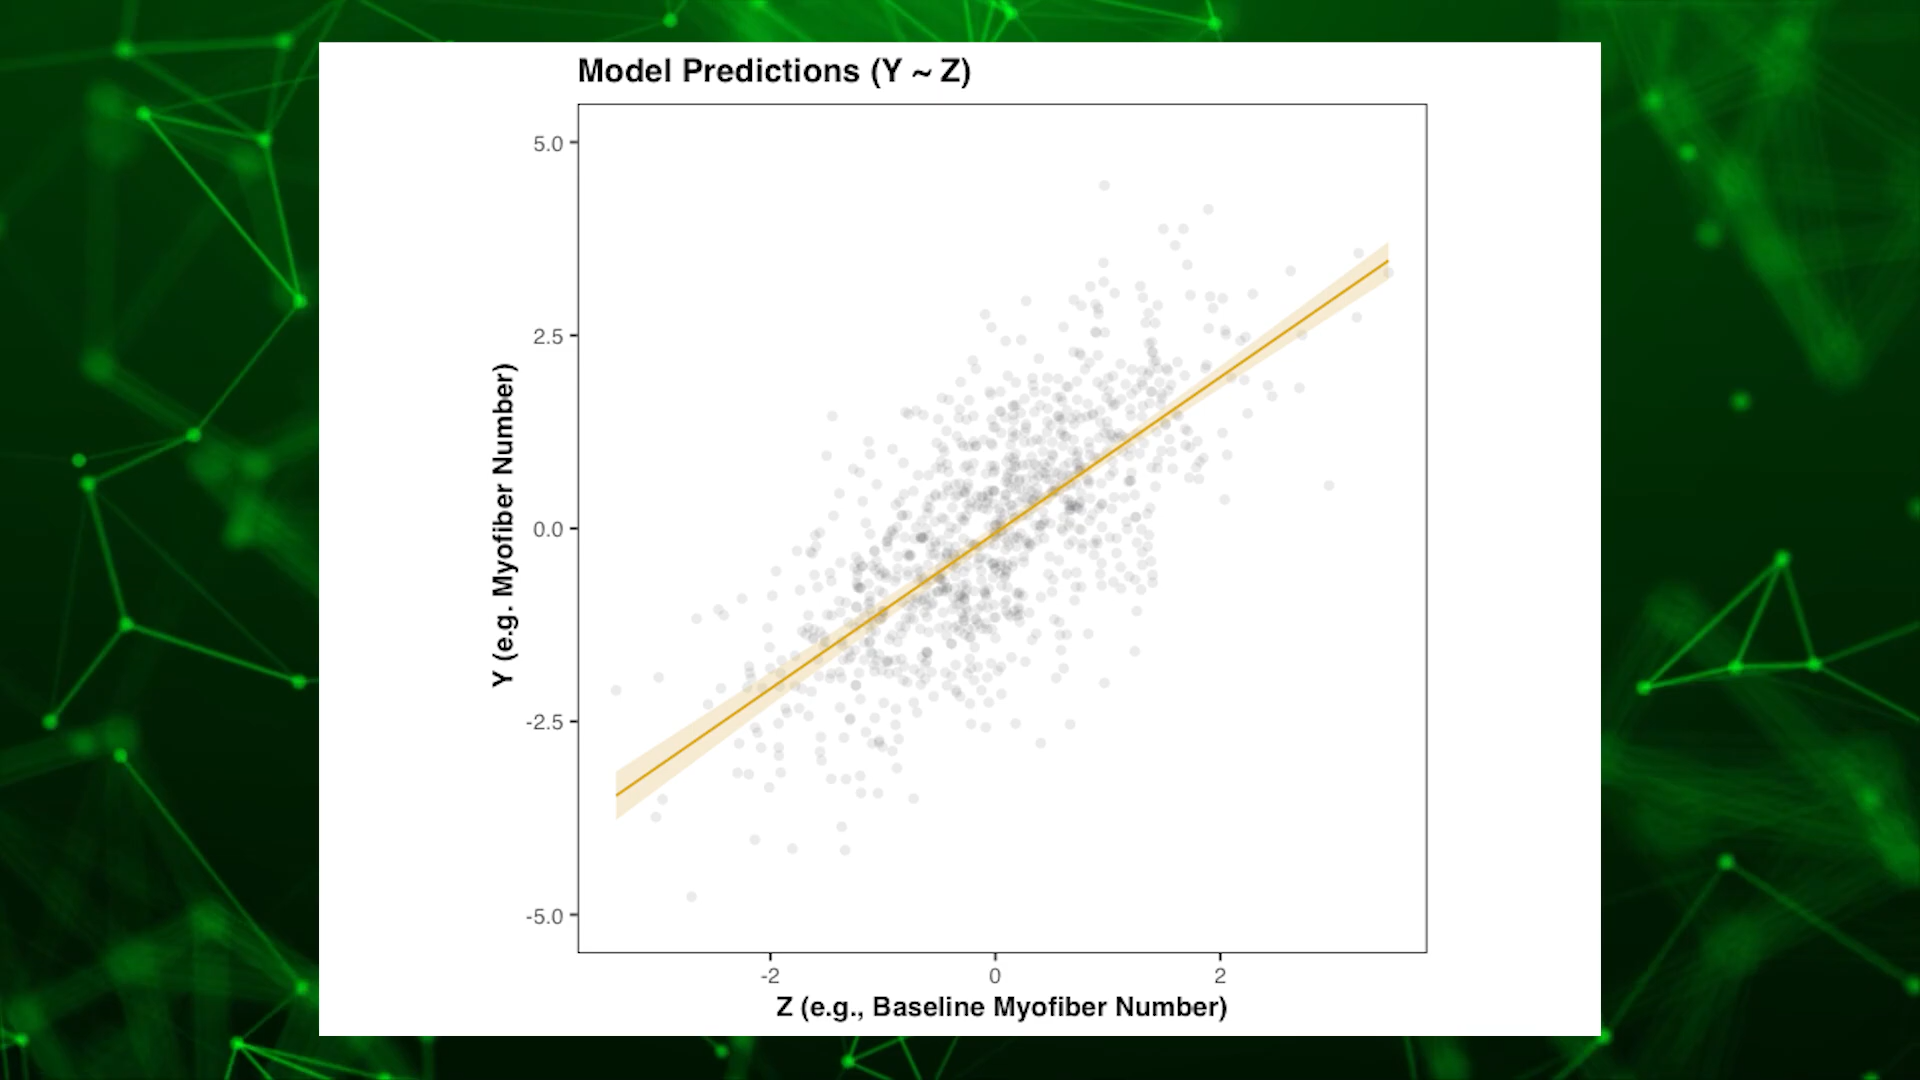 Model Predictions (Y ~ Z)
5.0
2.5
0.0
-2.5
-5.0
Y (e.g. Myofiber Number)
-2
0
2
Z (e.g., Baseline Myofiber Number)